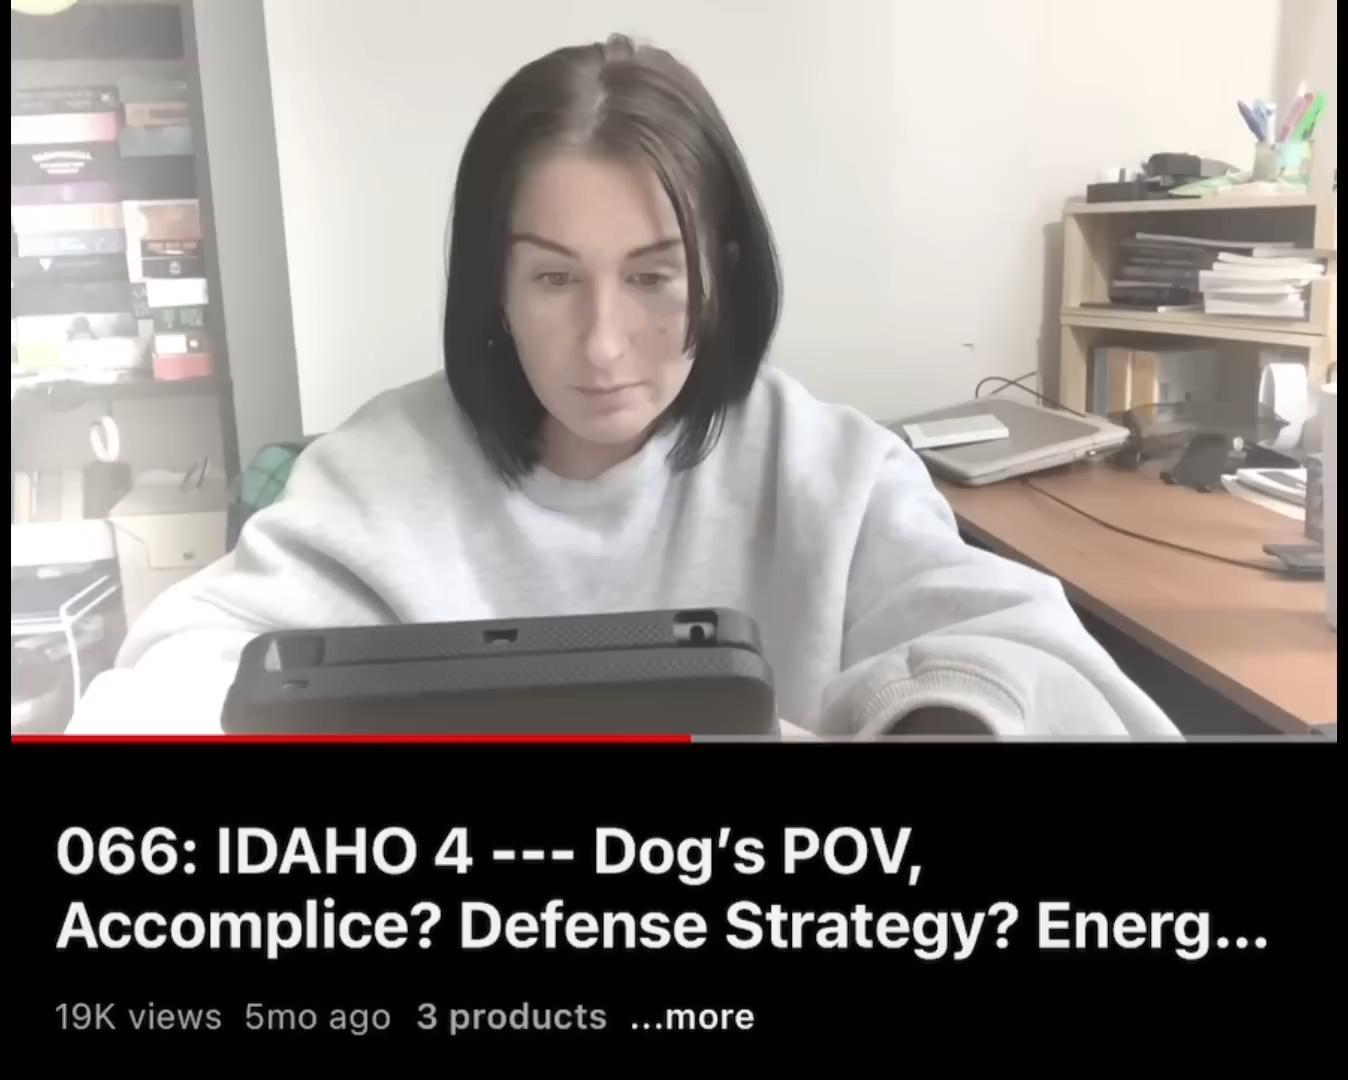 066: IDAHO 4 --- Dog’s POV,
Accomplice? Defense Strategy? Energ...
19K views 5mo ago 3 products ...more